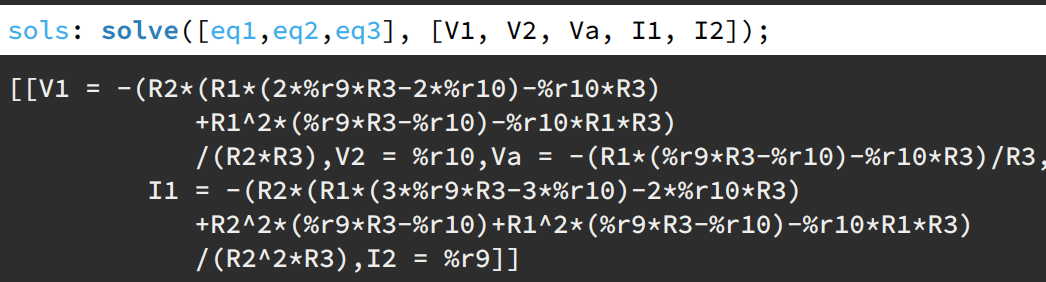 sols: solve([eq1,eq2,eq3], [V1, V2, Va, I1, I2]);
[[V1 = -(R2*(R1*(2*%r9*R3-2*%r10)-%r10*R3)
+R1^2*(%r9*R3-%r10)-%r10*R1*R3)
/(R2*R3),V2 = %r10,Va = -(R1*(%r9*R3-%r10)-%r10*R3)/R3,
I1 = -(R2*(R1*(3*%r9*R3-3*%r10)-2*%r10*R3)
+R2^2*(%r9*R3-%r10)+R1^2*(%r9*R3-%r10)-%r10*R1*R3)
/(R2^2*R3),I2 = %r9]]